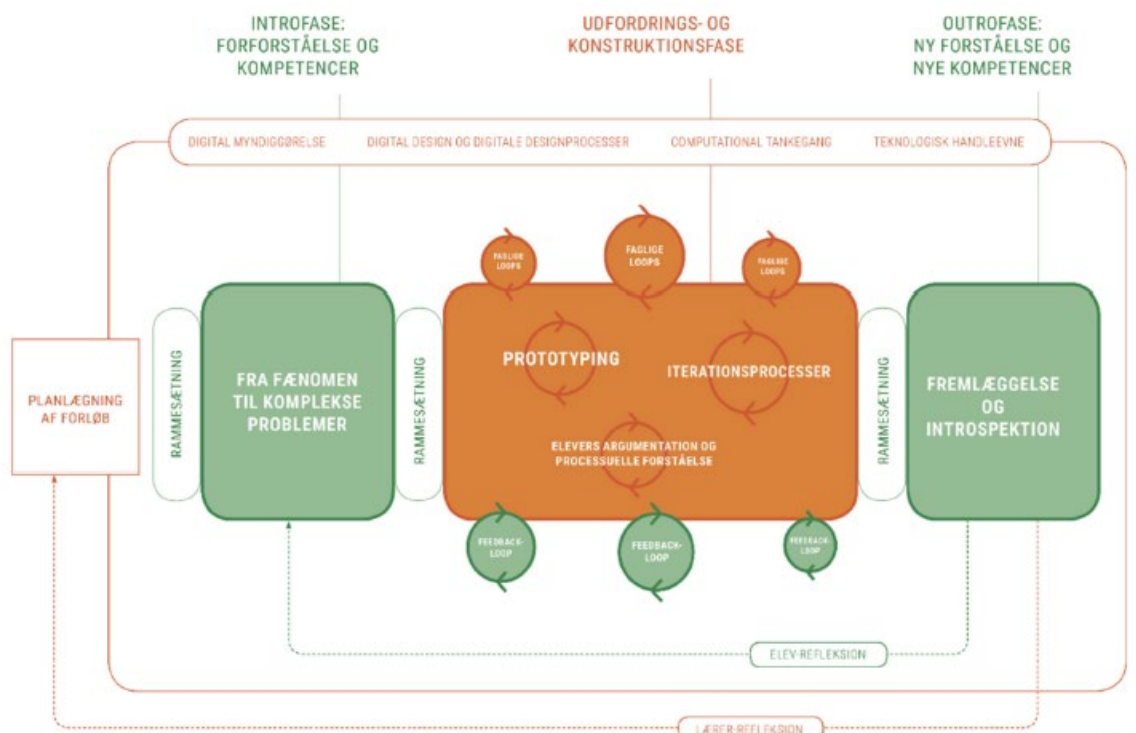 INTROFASE:
FORFORSTÅELSE OG
KOMPETENCER
UDFORDRINGS- OG
KONSTRUKTIONSFASE
OUTROFASE:
NY FORSTÅELSE OG
NYE KOMPETENCER
DIGITAL MYNDIGGØRELSE
DIGITAL DESIGN OG DIGITALE DESIGNPROCESSER
COMPUTATIONAL TANKEGANG
TEKNOLOGISK HANDLEEVNE
PLANLÆGNING
AF FORLØB
RAMMESÆTNING
FRA FÆNOMEN
TIL KOMPLEKSE
PROBLEMER
RAMMESÆTNING
FAGLIGE
LOOPS
FAGLIGE
LOOPS
FAGLIGE
LOOPS
PROTOTYPING
ITERATIONSPROCESSER
ELEVERS ARGUMENTATION OG
PROCESSUELLE FORSTÅELSE
FEEDBACK-
LOOP
FEEDBACK-
LOOP
FEEDBACK-
LOOP
RAMMESÆTNING
FREMLÆGGELSE
OG
INTROSPEKTION
ELEV-REFLEKSION
LÆRER-REFLEKSION